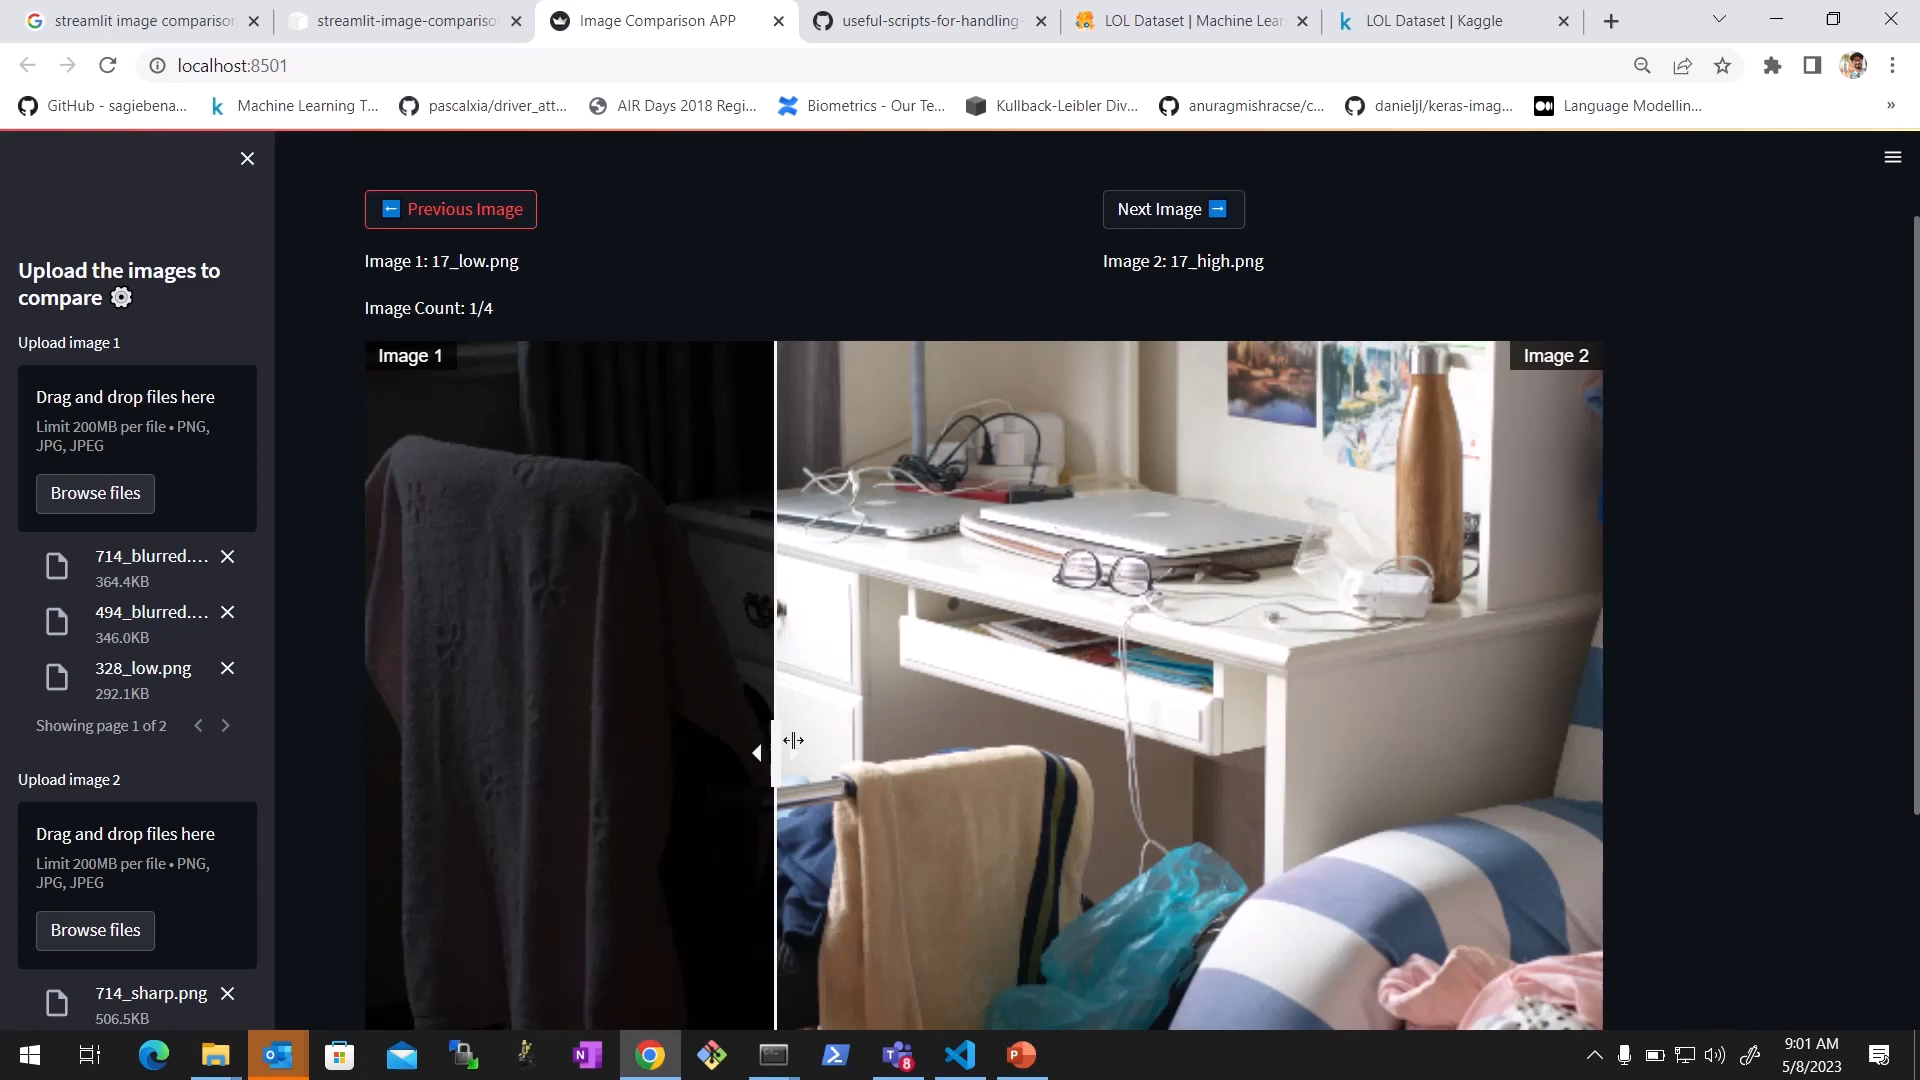 streamlit image comparison
streamlit-image-compariso
Image Comparison APP
useful-scripts-for-handling-
LOL Dataset | Machine Lear
LOL Dataset | Kaggle
localhost:8501
GitHub - sagiebena...
Machine Learning T...
pascalxia/driver_att...
AIR Days 2018 Regi...
Biometrics - Our Te...
Kullback-Leibler Div...
anuragmishracse/c...
danieljl/keras-imag...
Language Modellin...
»
Previous Image
Next Image
Image 1: 17_low.png
Image 2: 17_high.png
Image Count: 1/4
Image 1
Image 2
Upload the images to
compare
Upload image 1
Drag and drop files here
Limit 200MB per file • PNG,
JPG, JPEG
Browse files
714_blurred....
364.4KB
494_blurred....
346.0KB
328_low.png
292.1KB
Showing page 1 of 2
Upload image 2
Drag and drop files here
Limit 200MB per file • PNG,
JPG, JPEG
Browse files
714_sharp.png
506.5KB
8
9:01 AM
5/8/2023